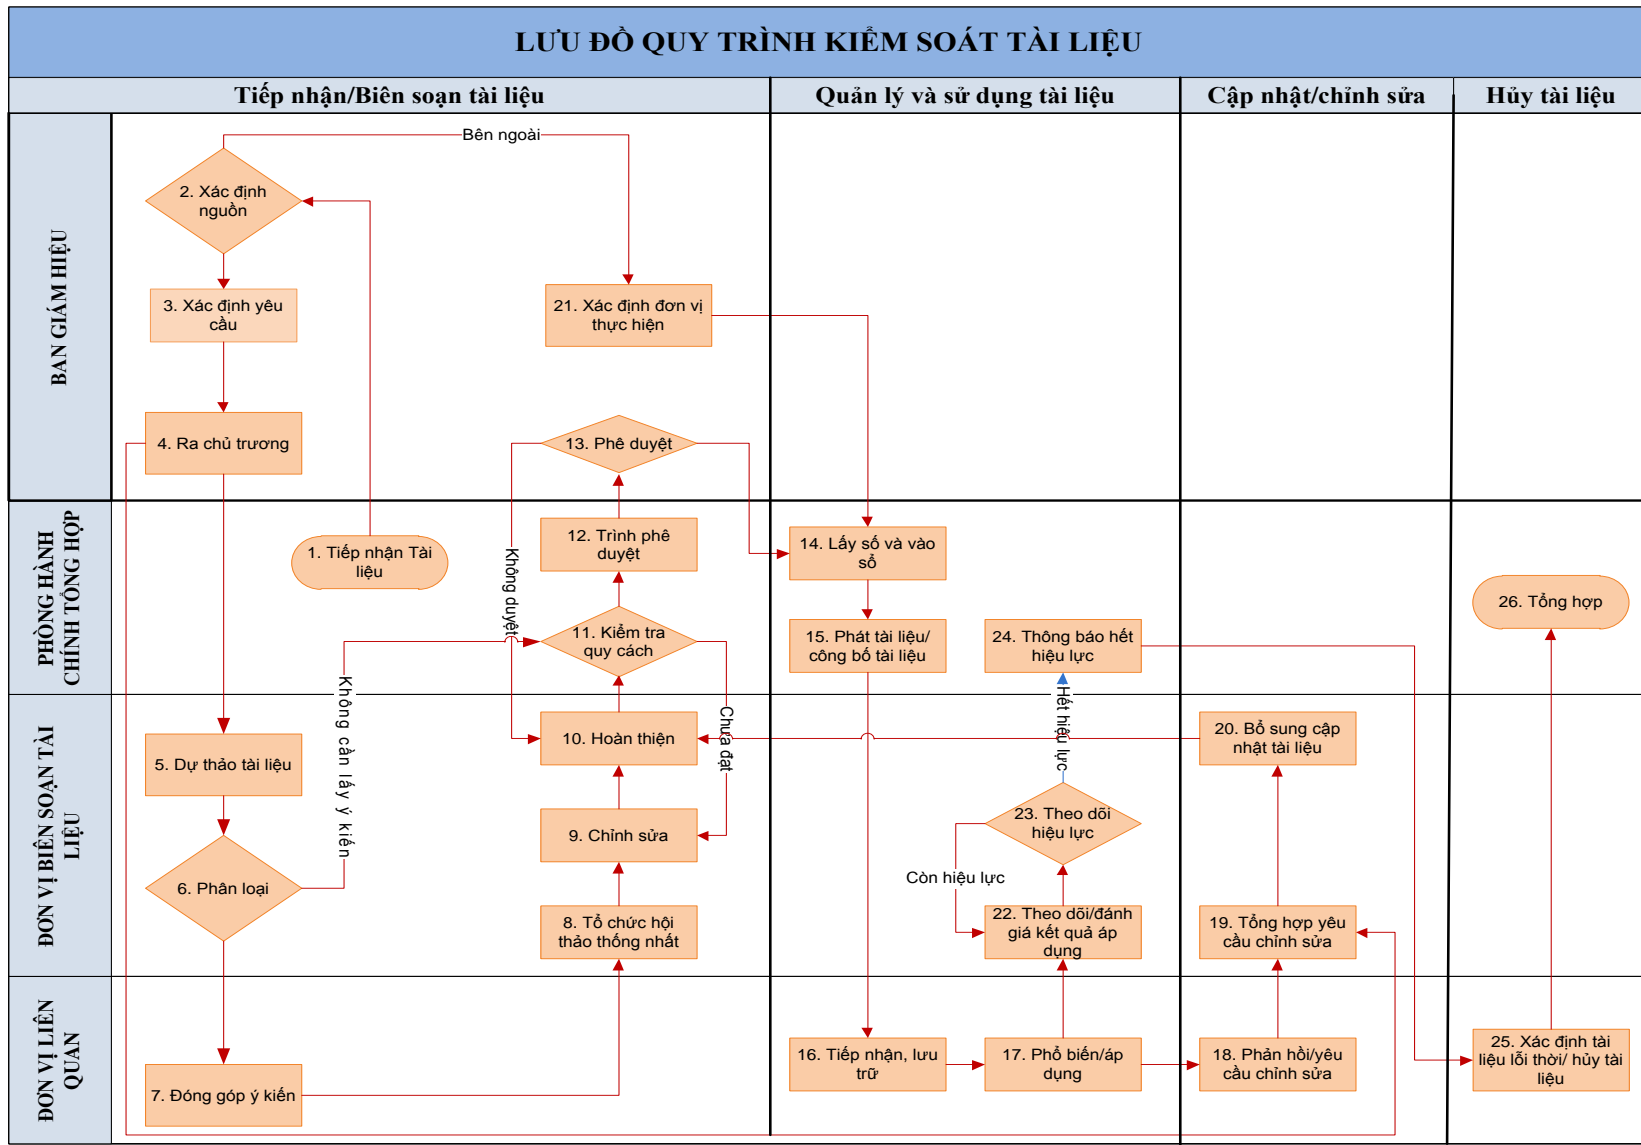 LƯU ĐỒ QUY TRÌNH KIỂM SOÁT TÀI LIỆU
Tiếp nhận/Biên soạn tài liệu
Quản lý và sử dụng tài liệu
Cập nhật/chỉnh sửa
Hủy tài liệu
BAN GIÁM HIỆU
Bên ngoài
2. Xác định
nguồn
3. Xác định yêu
cầu
21. Xác định đơn vị
thực hiện
4. Ra chủ trương
13. Phê duyệt
PHÒNG HÀNH
CHÍNH TỔNG HỢP
1. Tiếp nhận Tài
liệu
12. Trình phê
duyệt
Không duyệt
14. Lấy số và vào
sổ
11. Kiểm tra
quy cách
15. Phát tài liệu/
công bố tài liệu
24. Thông báo hết
hiệu lực
26. Tổng hợp
ĐƠN VỊ BIÊN SOẠN TÀI
LIỆU
Không cần lấy ý kiến
Chưa đạt
Hết hiệu lực
5. Dự thảo tài liệu
10. Hoàn thiện
20. Bổ sung cập
nhật tài liệu
9. Chỉnh sửa
23. Theo dõi
hiệu lực
6. Phân loại
Còn hiệu lực
8. Tổ chức hội
thảo thống nhất
22. Theo dõi/đánh
giá kết quả áp
dụng
19. Tổng hợp yêu
cầu chỉnh sửa
ĐƠN VỊ LIÊN
QUAN
7. Đóng góp ý kiến
16. Tiếp nhận, lưu
trữ
17. Phổ biến/áp
dụng
18. Phản hồi/yêu
cầu chỉnh sửa
25. Xác định tài
liệu lỗi thời/ hủy tài
liệu